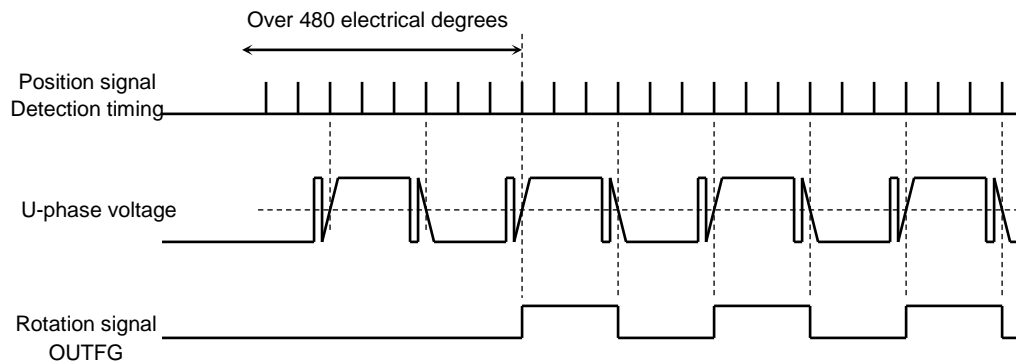 Over 480 electrical degrees
Position signal
Detection timing
U-phase voltage
Rotation signal
OUTFG